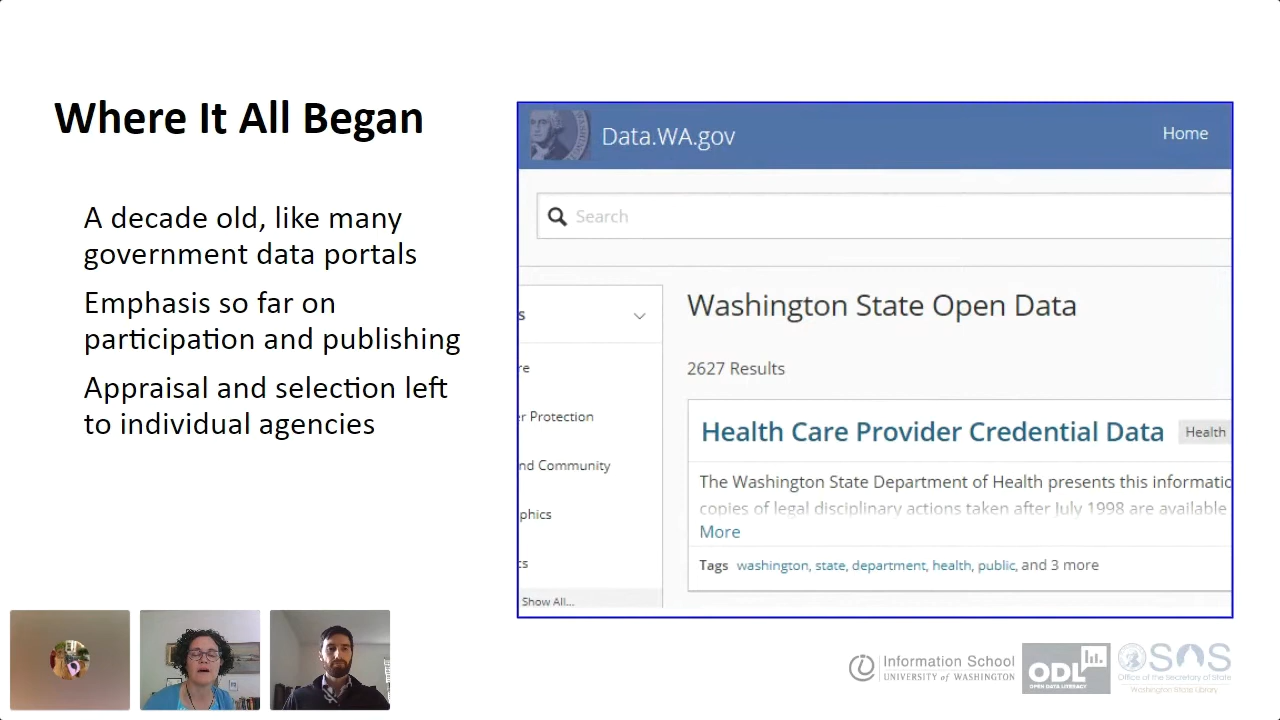 Where It All Began
A decade old, like many
government data portals
Emphasis so far on
participation and publishing
Appraisal and selection left
to individual agencies
Data.WA.gov
Home
Search
s
re
r Protection
nd Community
phics
cs
Show All...
Washington State Open Data
2627 Results
Health Care Provider Credential Data
Health
The Washington State Department of Health presents this informatio
copies of legal disciplinary actions taken after July 1998 are available
More
Tags washington, state, department, health, public, and 3 more
Information School
UNIVERSITY of WASHINGTON
ODL
OPEN DATA LITERACY
SOS
Office of the Secretary of State
Washington State Library